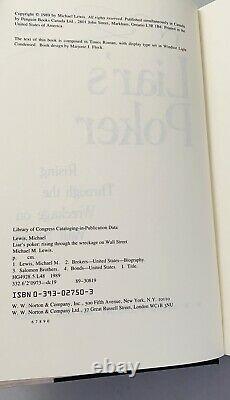 Copyright © 1989 by Michael Lewis. All rights reserved. Published simultaneously in Canada
by Penguin Books Canada Ltd., 2801 John Street, Markham, Ontario L3R 1B4. Printed in the
United States of America.
The text of this book is composed in Times Roman, with display type set in Windsor Light
Condensed. Book design by Marjorie J. Flock.
Liar's
Poker
Rising
Through the
Wreckage on
Library of Congress Cataloging-in-Publication Data
Lewis, Michael
Liar's poker: rising through the wreckage on Wall Street
Michael M. Lewis.
p. cm
1. Lewis, Michael M. 2. Brokers—United States—Biography.
3. Salomon Brothers. 4. Bonds—United States. I. Title.
HG4928.5.L48 1989
332.6'2'0973—dc19 89-30819
ISBN 0-393-02750-3
W. W. Norton & Company, Inc., 500 Fifth Avenue, New York, N.Y. 10110
W. W. Norton & Company Ltd., 37 Great Russell Street, London WC1B 3NU
6 7 8 9 0